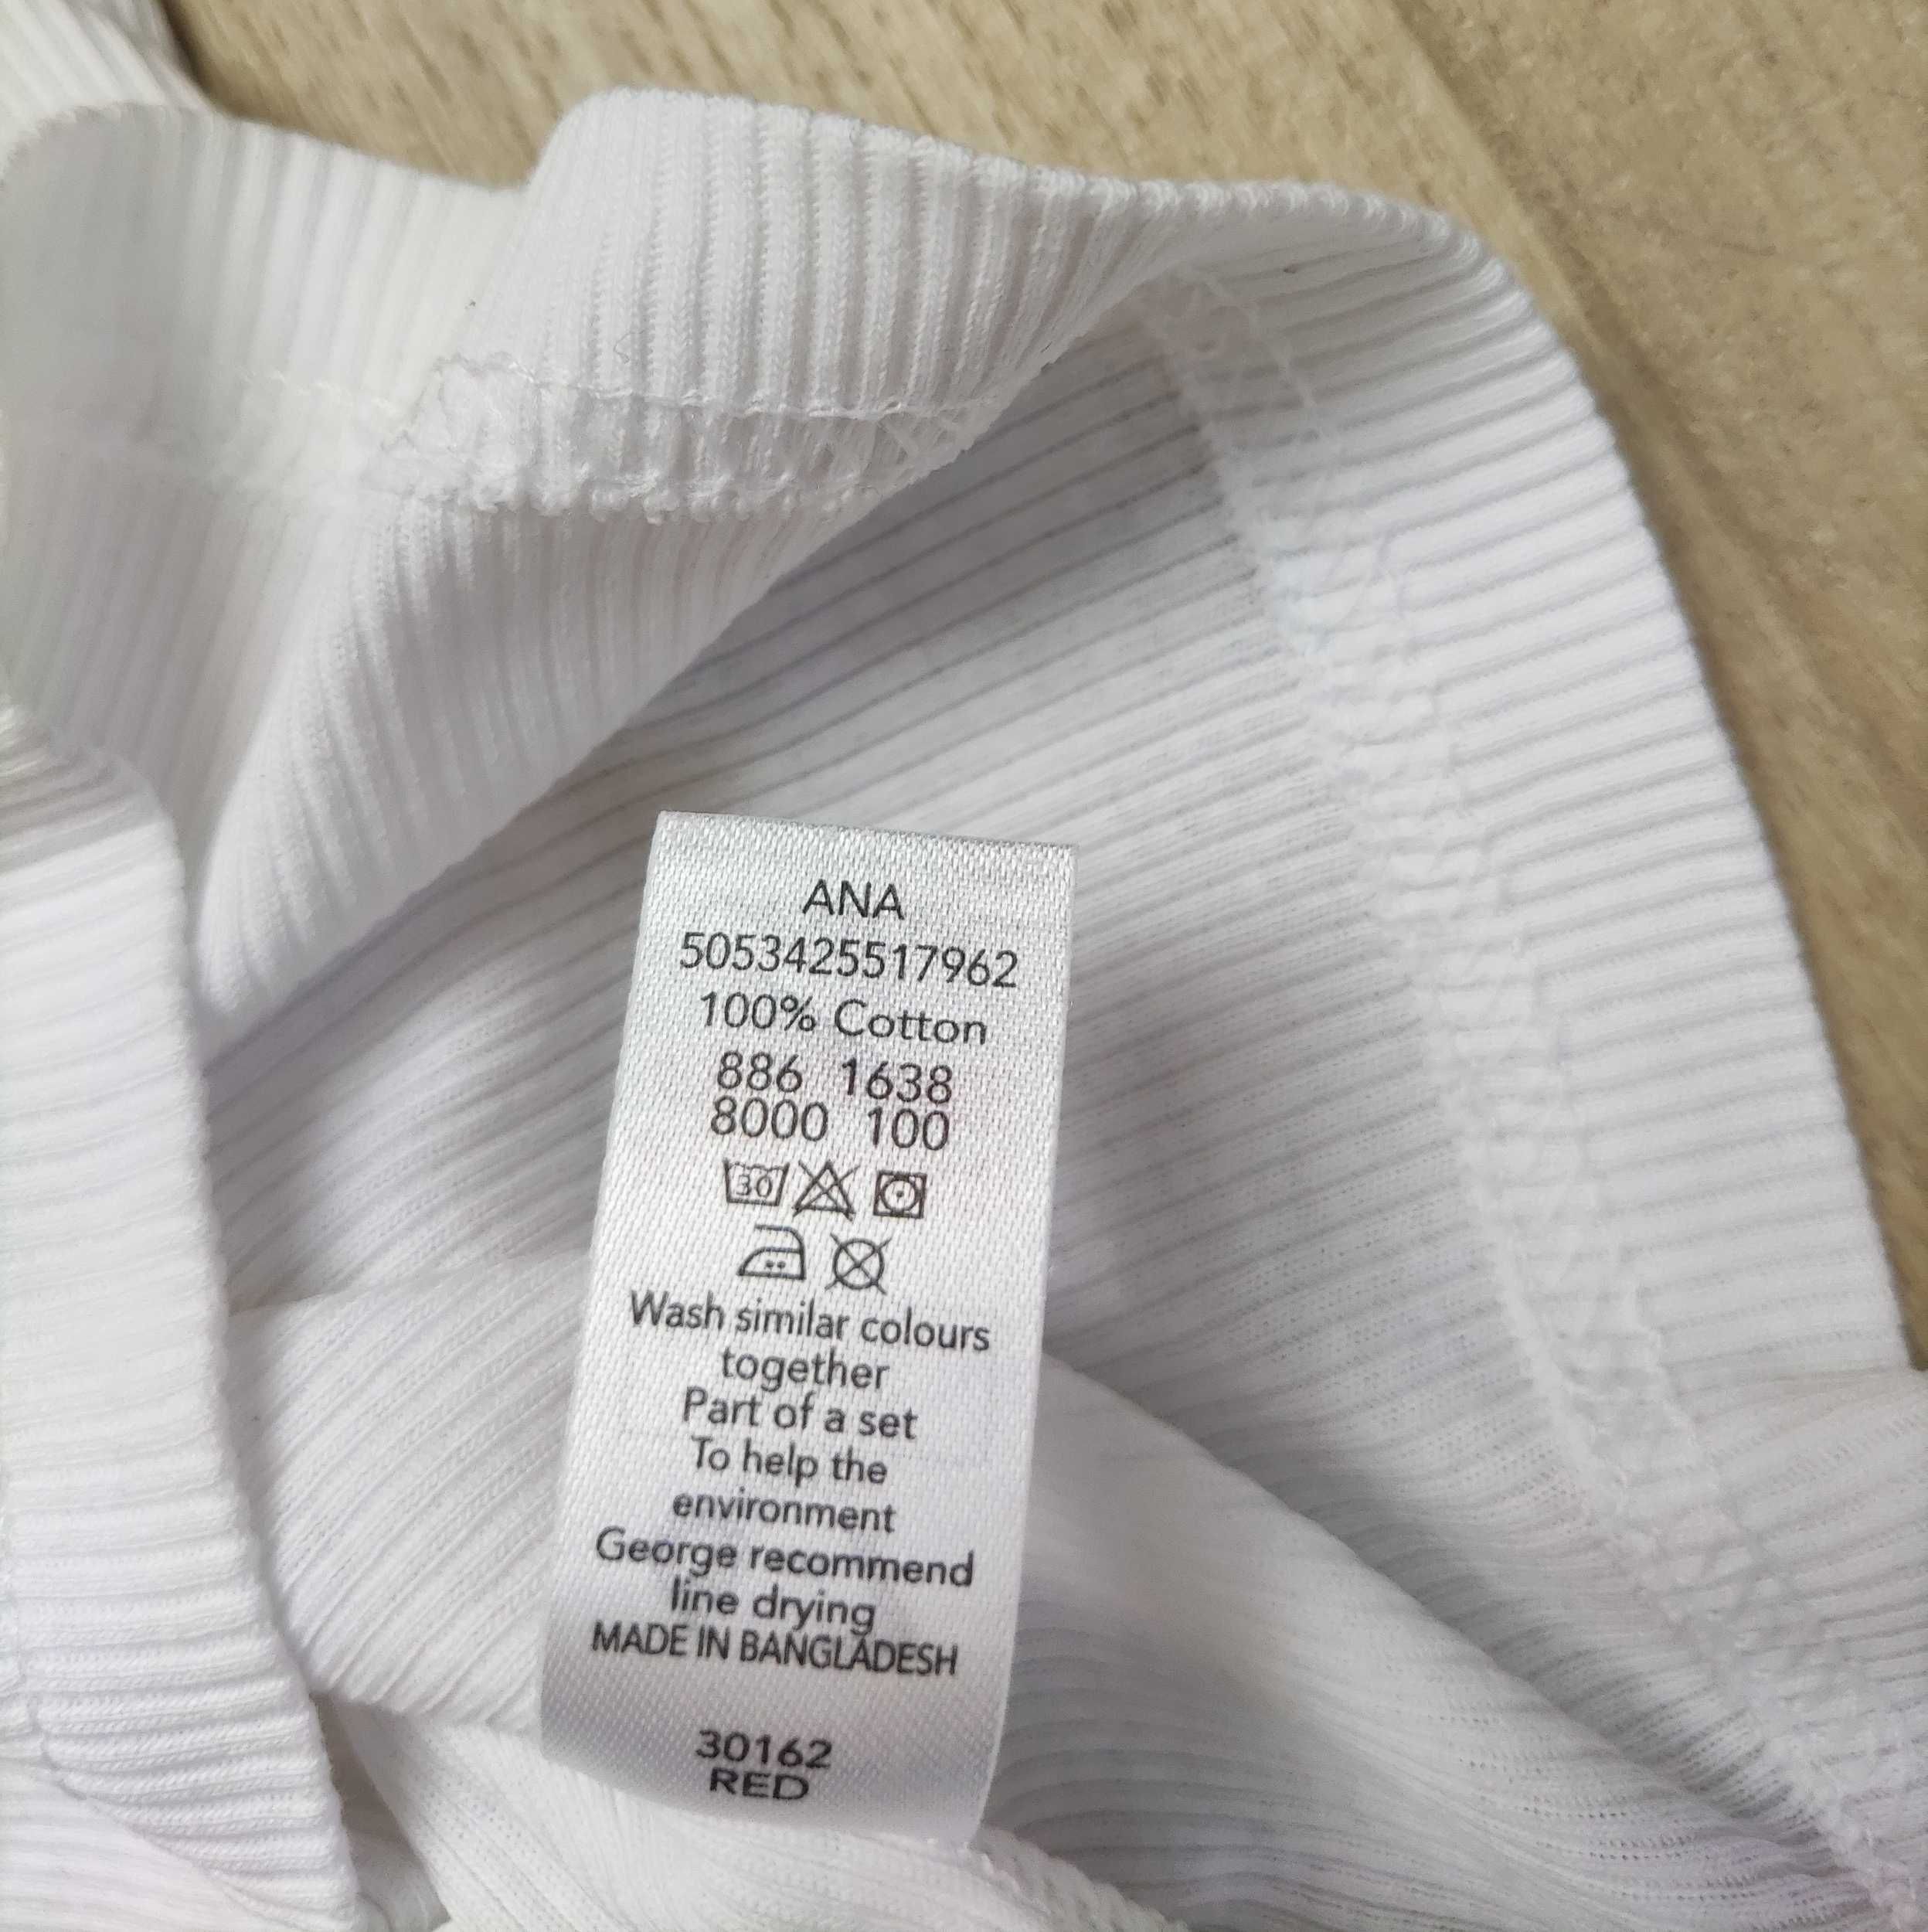 ANA
5053425517962
100% Cotton
886 1638
8000 100
30
Wash similar colours
together
Part of a set
To help the
environment
George recommend
line drying
MADE IN BANGLADESH
30162
RED